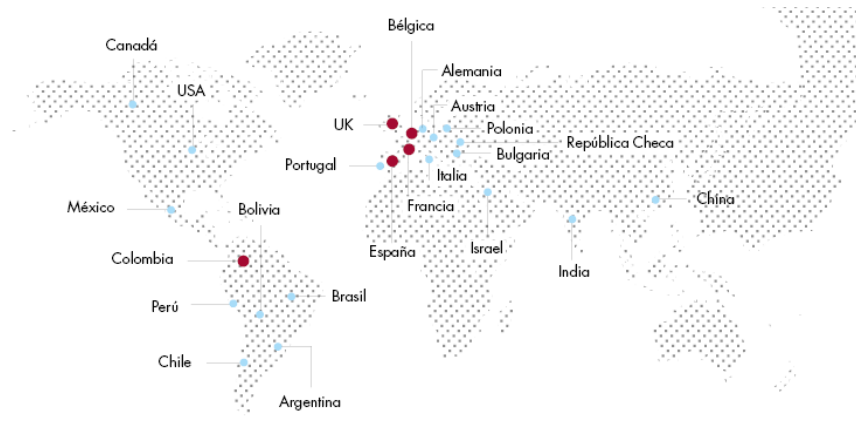 Bélgica
Canadá
Alemania
USA
Austria
UK
Polonia
República Checa
Bulgaria
Portugal
Italia
México
Bolivia
Francia
China
España
Israel
Colombia
India
Brasil
Perú
Chile
Argentina